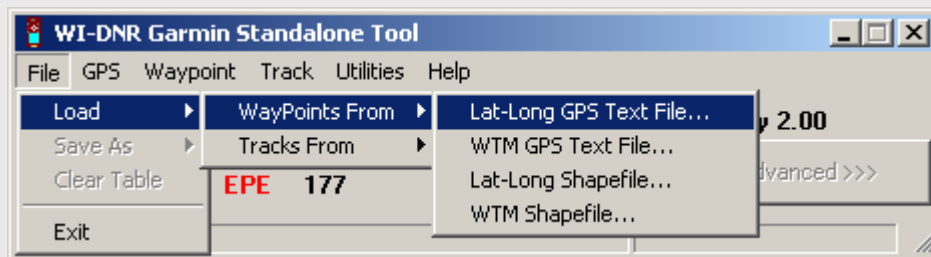 WI-DNR Garmin Standalone Tool
File GPS Waypoint Track Utilities Help
Load WayPoints From Lat-Long GPS Text File...
Save As Tracks From WTM GPS Text File... 2.00
Clear Table EPE 177 Lat-Long Shapefile... dvanced >>>
WTM Shapefile...
Exit